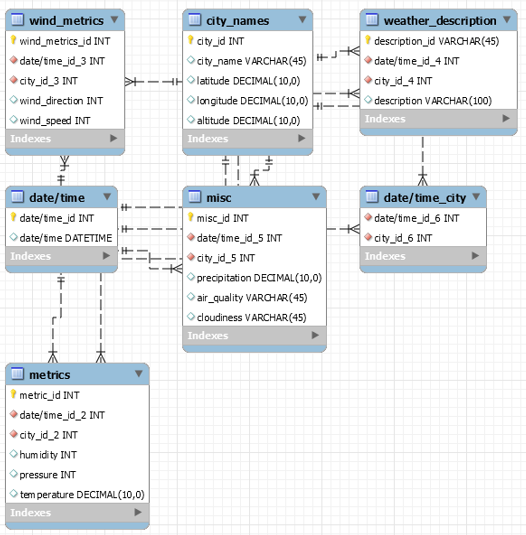 wind_metrics
wind_metrics_id INT
date/time_id_3 INT
city_id_3 INT
wind_direction INT
wind_speed INT
Indexes
city_names
city_id INT
city_name VARCHAR(45)
latitude DECIMAL(10,0)
longitude DECIMAL(10,0)
altitude DECIMAL(10,0)
Indexes
weather_description
description_id VARCHAR(45)
date/time_id_4 INT
city_id_4 INT
description VARCHAR(100)
Indexes
date/time
date/time_id INT
date/time DATETIME
Indexes
misc
misc_id INT
date/time_id_5 INT
city_id_5 INT
precipitation DECIMAL(10,0)
air_quality VARCHAR(45)
cloudiness VARCHAR(45)
Indexes
date/time_city
date/time_id_6 INT
city_id_6 INT
Indexes
metrics
metric_id INT
date/time_id_2 INT
city_id_2 INT
humidity INT
pressure INT
temperature DECIMAL(10,0)
Indexes